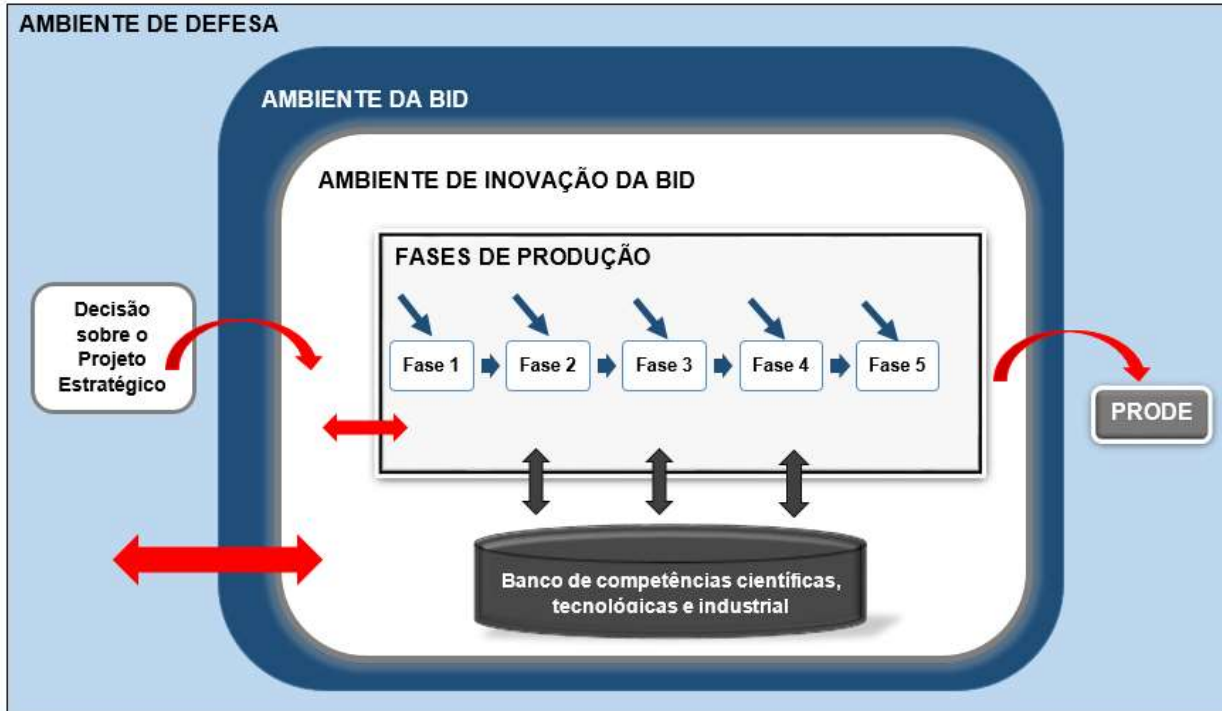 AMBIENTE DE DEFESA
AMBIENTE DA BID
AMBIENTE DE INOVAÇÃO DA BID
FASES DE PRODUÇÃO
Decisão
sobre o
Projeto
Estratégico
Fase 1
Fase 2
Fase 3
Fase 4
Fase 5
PRODE
Banco de competências científicas,
tecnológicas e industrial